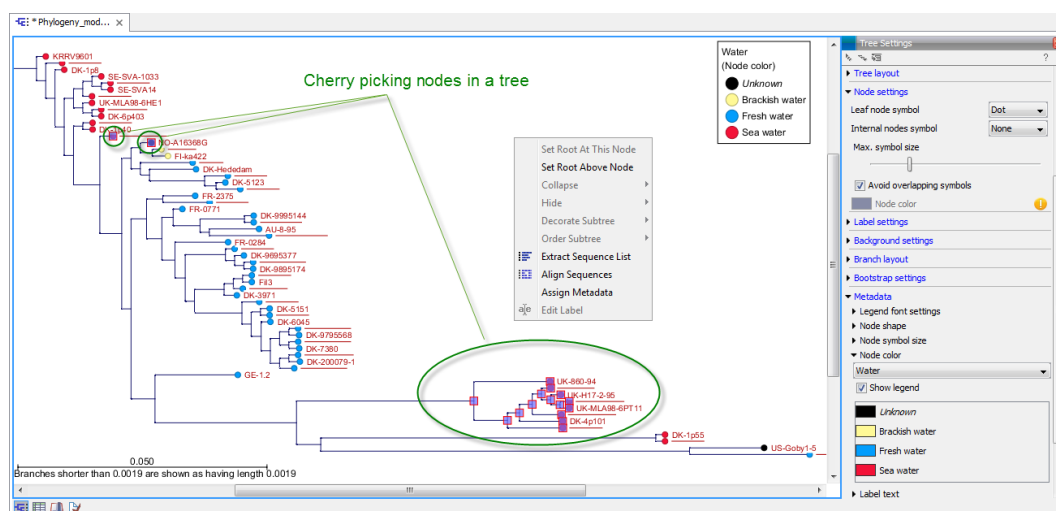 * Phylogeny_mod... ×
KRRV9601
DK-1p8
SE-SVA-1033
SE-SVA14
UK-MLA98-6HE1
DK-6p403
DK-1p40
NO-A16368G
FI-ka422
DK-Hededam
DK-5123
FR-2375
FR-0771
DK-9995144
AU-8-95
FR-0284
DK-9695377
DK-9895174
Fil3
DK-3971
DK-5151
DK-6045
DK-9795568
DK-7380
DK-200079-1
GE-1.2
UK-860-94
UK-H17-2-95
UK-MLA98-6PT11
DK-4p101
DK-1p55
US-Goby1-5
0.050
Branches shorter than 0.0019 are shown as having length 0.0019
Cherry picking nodes in a tree
Water
(Node color)
Unknown
Brackish water
Fresh water
Sea water
Set Root At This Node
Set Root Above Node
Collapse
Hide
Decorate Subtree
Order Subtree
Extract Sequence List
Align Sequences
Assign Metadata
Edit Label
Tree Settings
?
Tree layout
Node settings
Leaf node symbol Dot
Internal nodes symbol None
Max. symbol size
Avoid overlapping symbols
Node color
Label settings
Background settings
Branch layout
Bootstrap settings
Metadata
Legend font settings
Node shape
Node symbol size
Node color
Water
Show legend
Unknown
Brackish water
Fresh water
Sea water
Label text